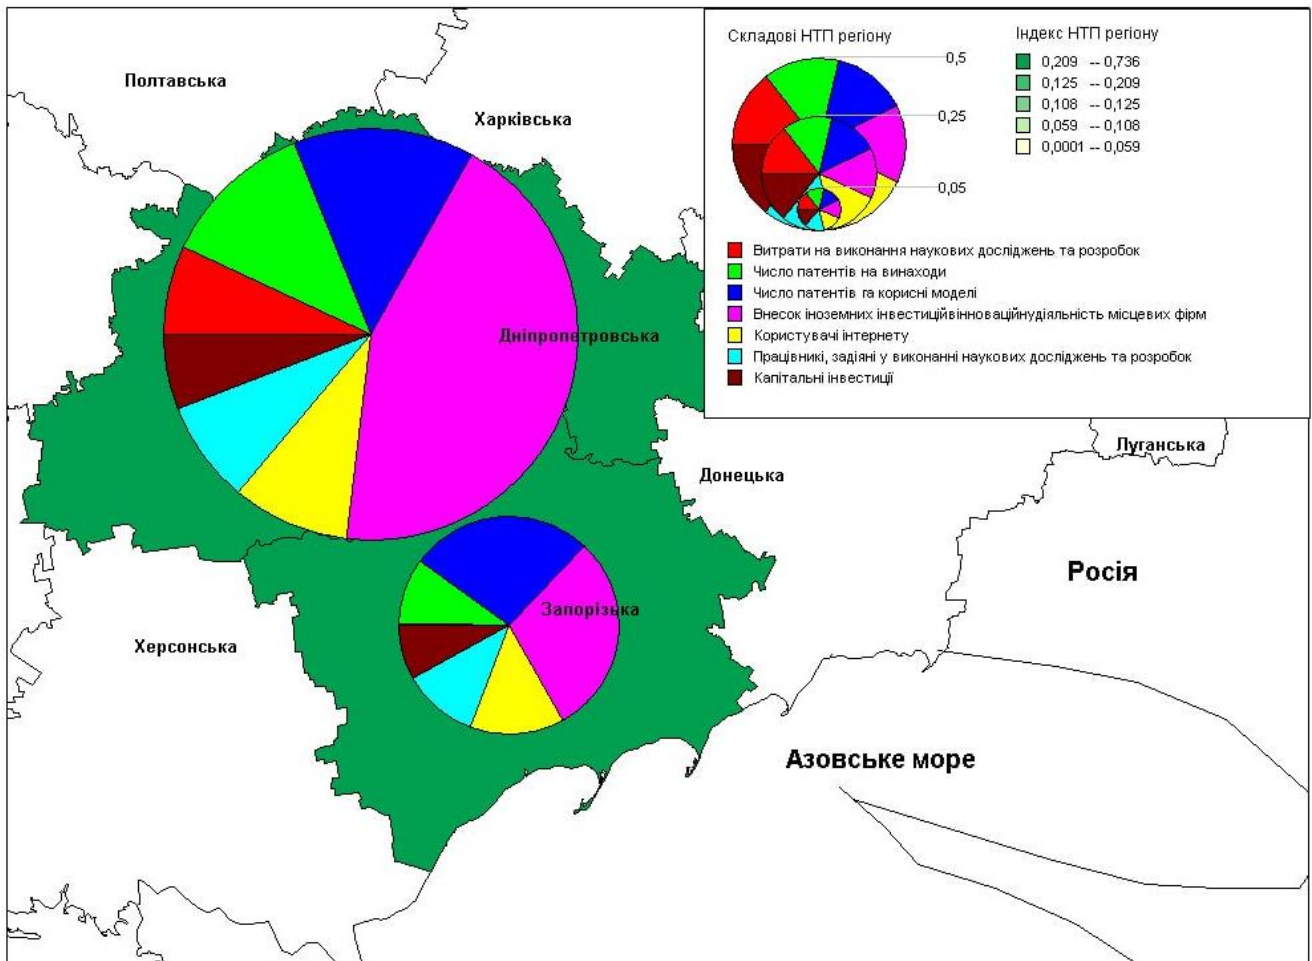 Полтавська
Харківська
Дніпропетровська
Донецька
Луганська
Запорізька
Херсонська
Росія
Азовське море
Складові НТП регіону
0,5
0,25
0,05
Індекс НТП регіону
0,209 -- 0,736
0,125 -- 0,209
0,108 -- 0,125
0,059 -- 0,108
0,0001 -- 0,059
Витрати на виконання наукових досліджень та розробок
Число патентів на винаходи
Число патентів га корисні моделі
Внесок іноземних інвестиційвінноваційнудіяльність місцевих фірм
Користувачі інтернету
Працівникі, задіяні у виконанні наукових досліджень та розробок
Капітальні інвестиції